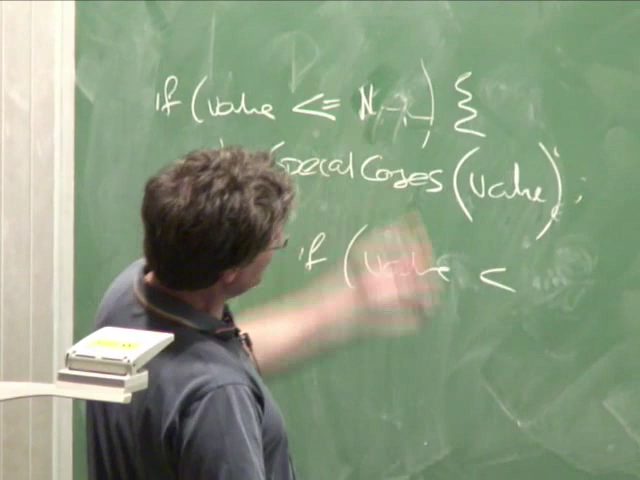 if (value <= N-1) {
SpecialCases (value);
if (value <